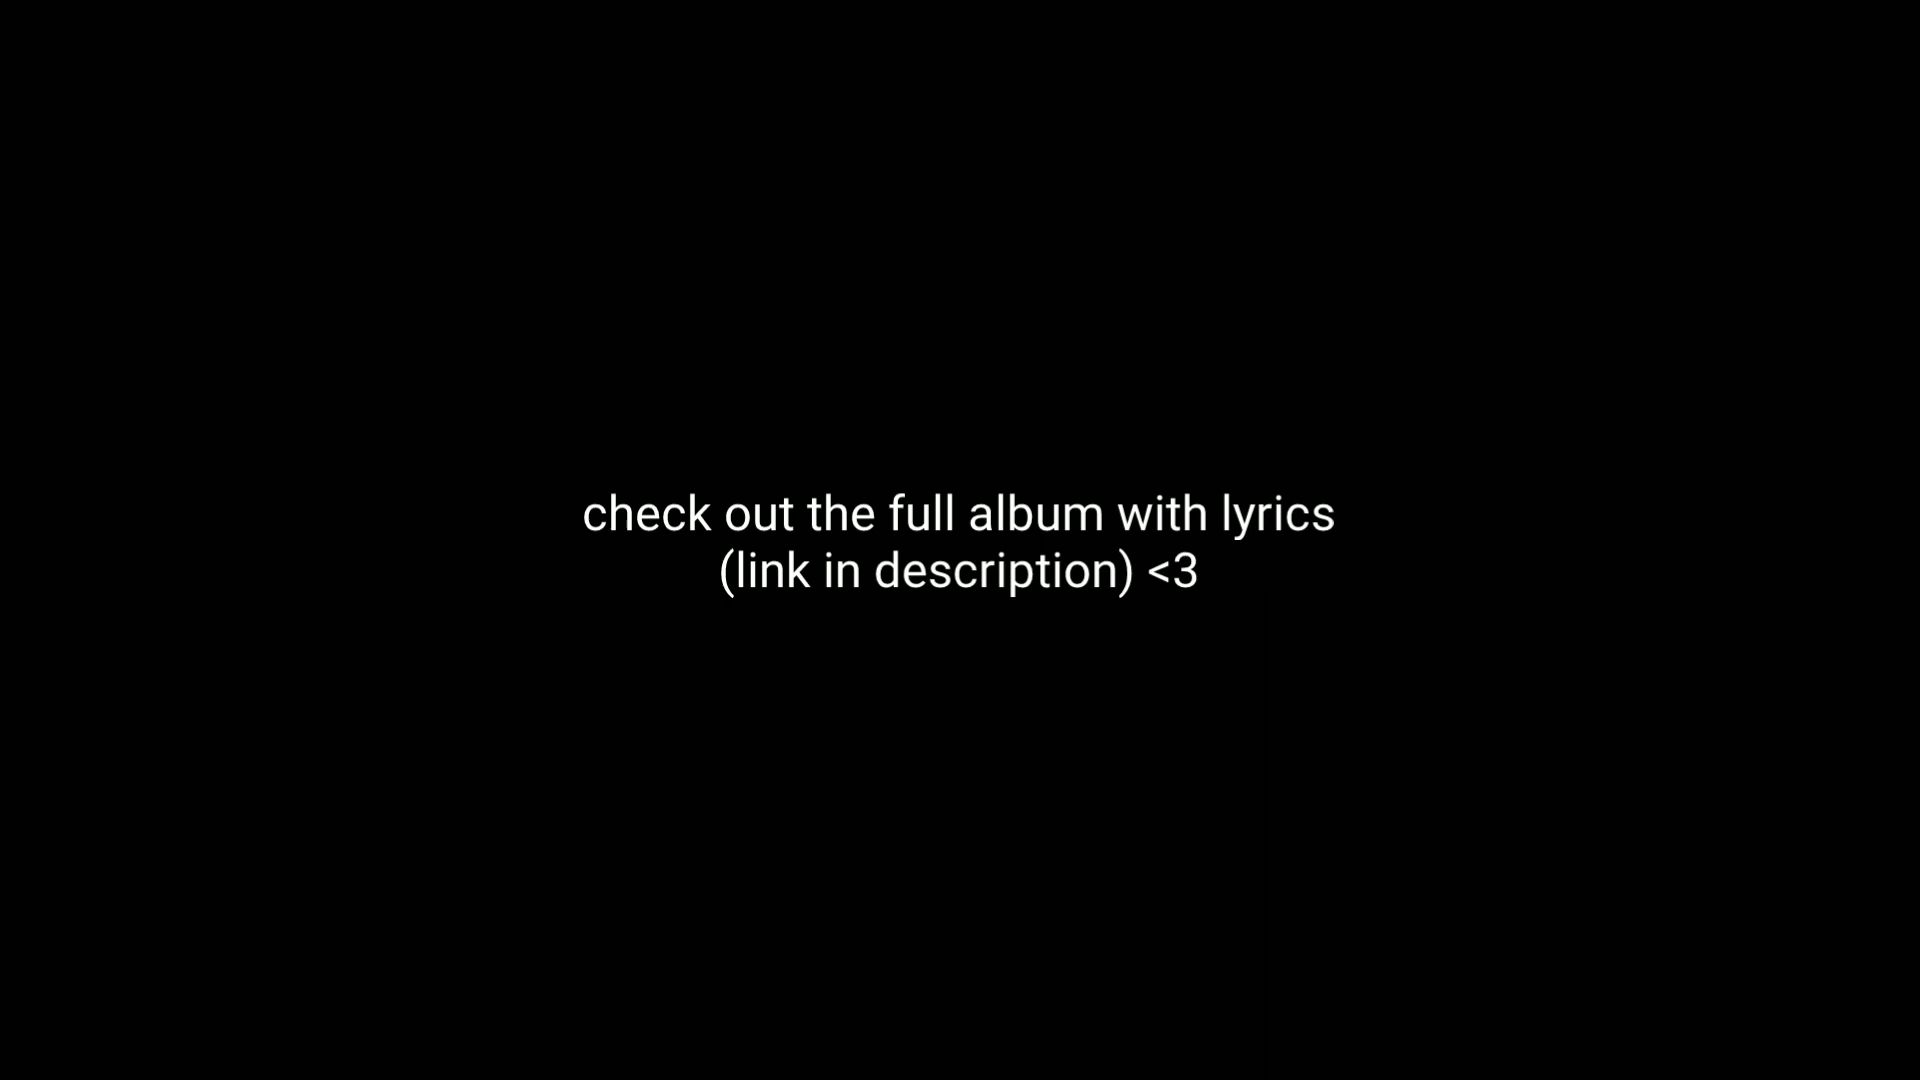 check out the full album with lyrics
(link in description) <3